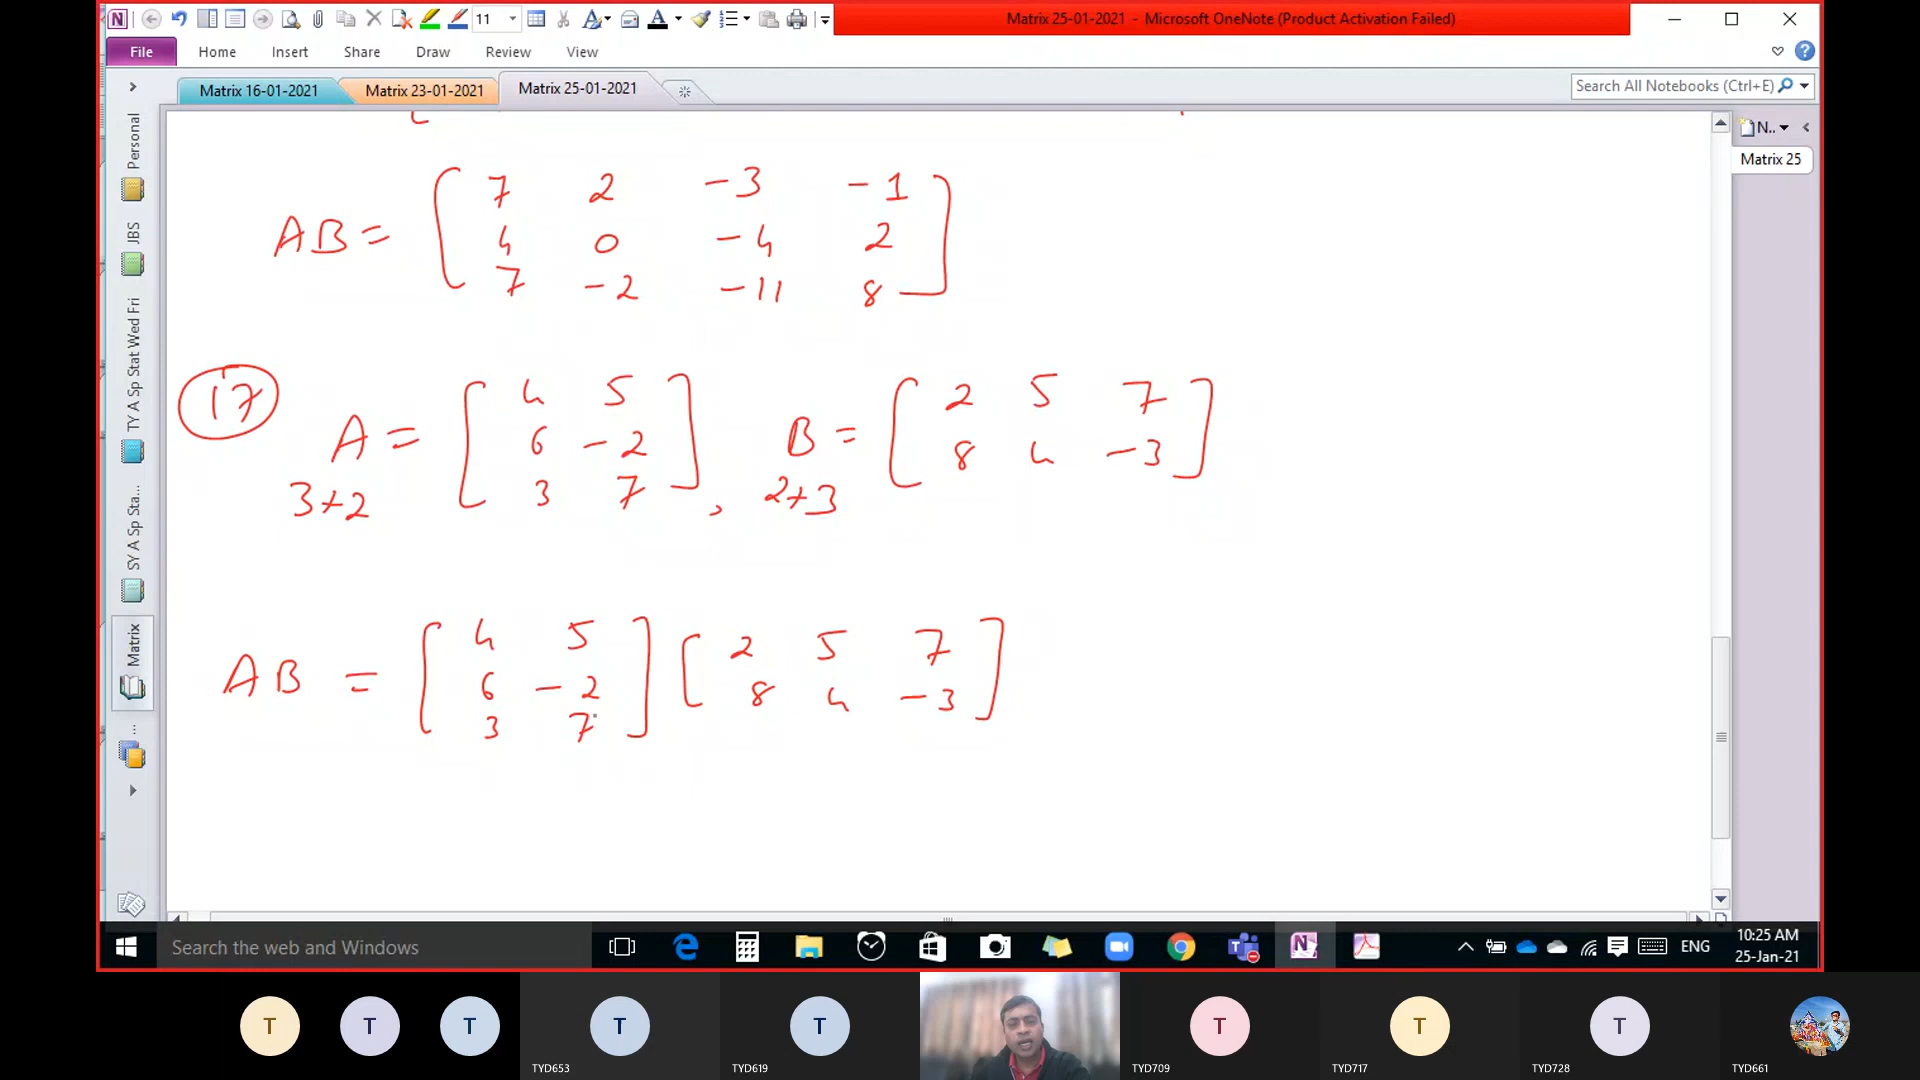 11
Matrix 25-01-2021 - Microsoft OneNote (Product Activation Failed)
File Home Insert Share Draw Review View
Matrix 16-01-2021 Matrix 23-01-2021 Matrix 25-01-2021
Search All Notebooks (Ctrl+E)
N..
Matrix 25
Personal
JBS
TY A Sp Stat Wed Fri
SY A Sp Sta...
Matrix
7 2 -3 -1
AB = 4 0 -4 2
7 -2 -11 8
17
4 5 2 5 7
A = 6 -2 B = 8 4 -3
3 7 ,
3×2 2×3
4 5 2 5 7
AB = 6 -2 8 4 -3
3 7
Search the web and Windows
ENG
10:25 AM
25-Jan-21
T T T T T T T T
TYD653 TYD619 TYD709 TYD717 TYD728 TYD661